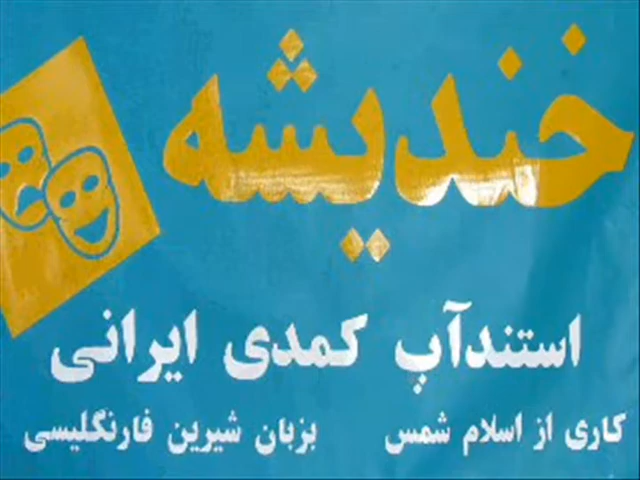 خندیشه
استندآپ کمدی ایرانی
کاری از اسلام شمس بزبان شیرین فارنگلیسی